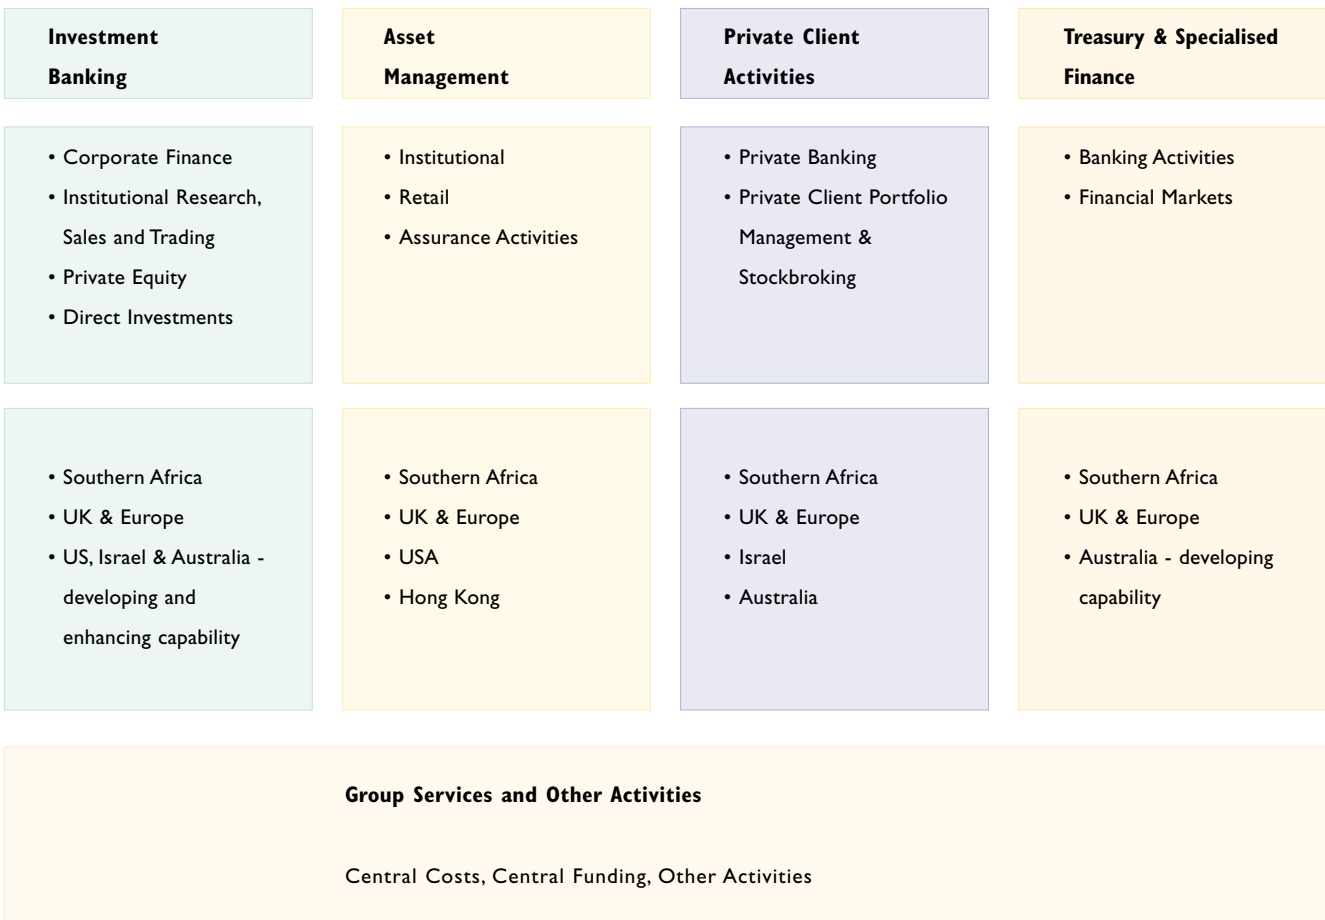 Investment
Banking
Asset
Management
Private Client
Activities
Treasury & Specialised
Finance
• Corporate Finance
• Institutional Research,
Sales and Trading
• Private Equity
• Direct Investments
• Institutional
• Retail
• Assurance Activities
• Private Banking
• Private Client Portfolio
Management &
Stockbroking
• Banking Activities
• Financial Markets
• Southern Africa
• UK & Europe
• US, Israel & Australia -
developing and
enhancing capability
• Southern Africa
• UK & Europe
• USA
• Hong Kong
• Southern Africa
• UK & Europe
• Israel
• Australia
• Southern Africa
• UK & Europe
• Australia - developing
capability
Group Services and Other Activities
Central Costs, Central Funding, Other Activities